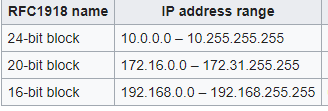 RFC1918 name IP address range
24-bit block 10.0.0.0 – 10.255.255.255
20-bit block 172.16.0.0 – 172.31.255.255
16-bit block 192.168.0.0 – 192.168.255.255